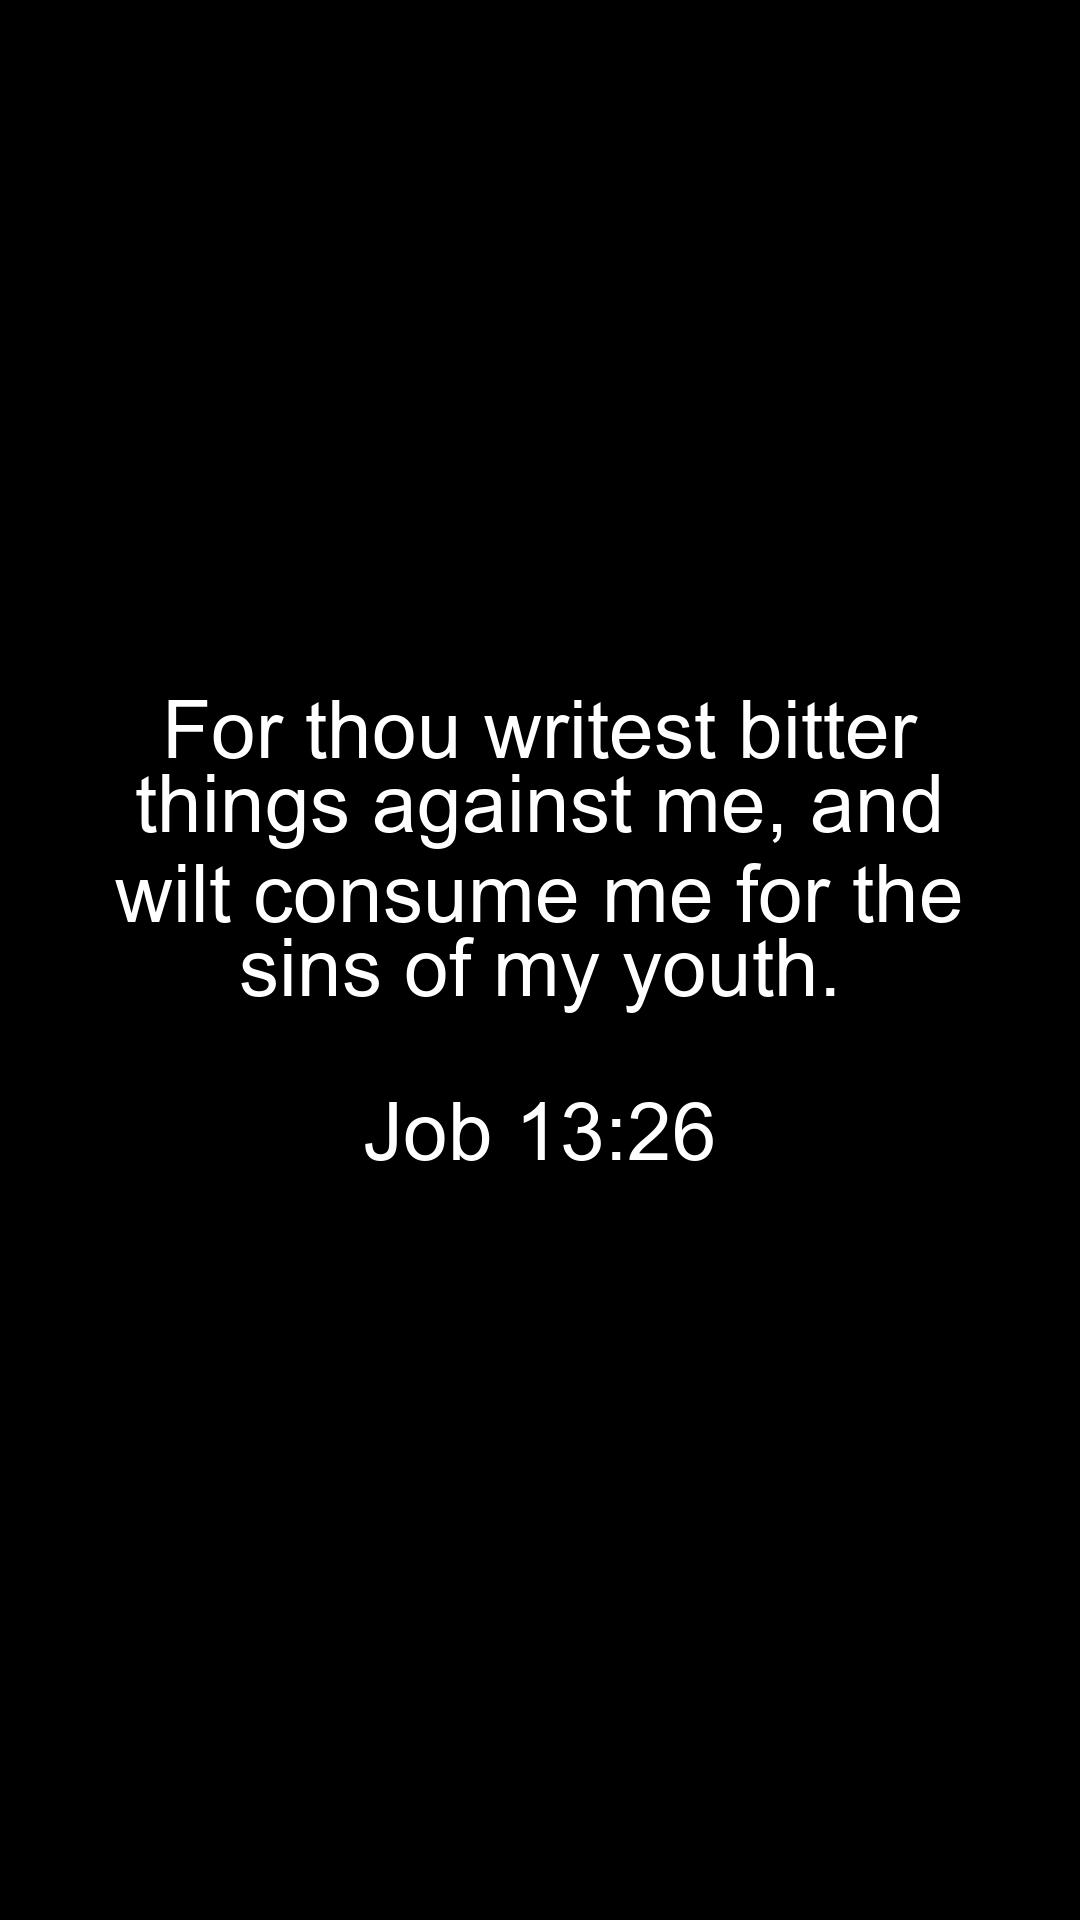 For thou writest bitter
things against me, and
wilt consume me for the
sins of my youth.
Job 13:26